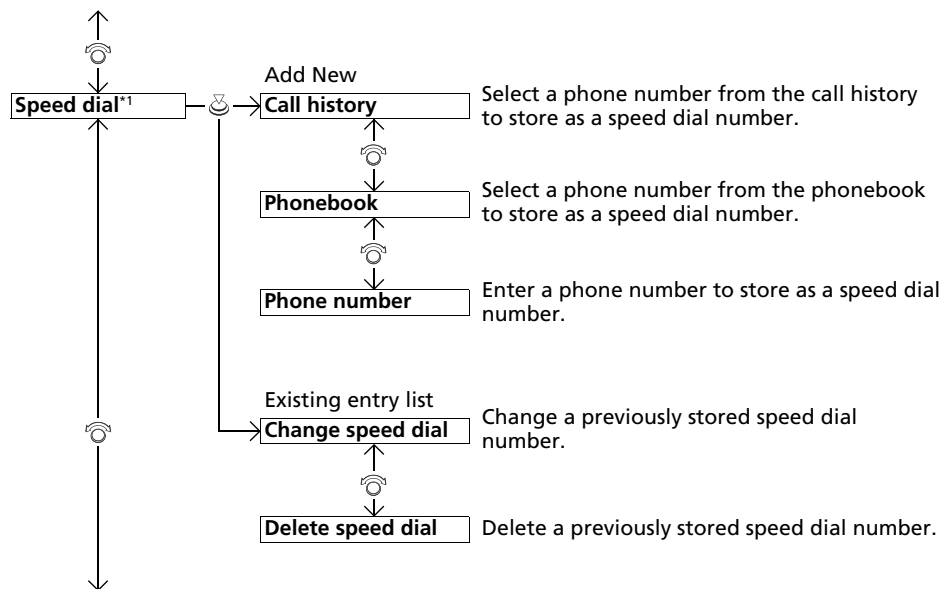 Speed dial*1
Add New
Call history
Select a phone number from the call history
to store as a speed dial number.
Phonebook
Select a phone number from the phonebook
to store as a speed dial number.
Phone number
Enter a phone number to store as a speed dial
number.
Existing entry list
Change speed dial
Change a previously stored speed dial
number.
Delete speed dial
Delete a previously stored speed dial number.